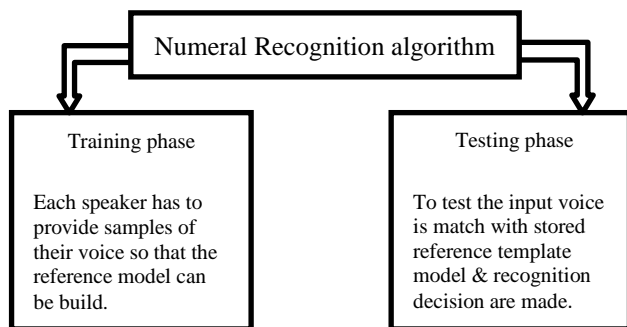 Numeral Recognition algorithm
Training phase
Each speaker has to
provide samples of
their voice so that the
reference model can
be build.
Testing phase
To test the input voice
is match with stored
reference template
model & recognition
decision are made.